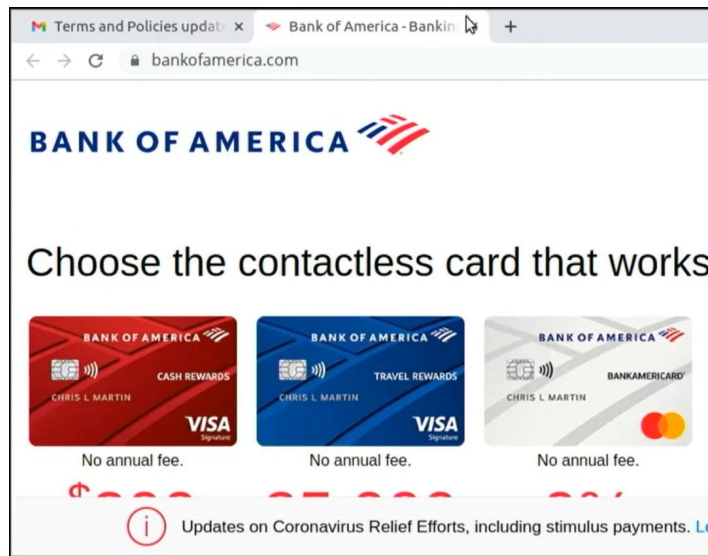 Terms and Policies updat
Bank of America - Bankin
bankofamerica.com
BANK OF AMERICA
Choose the contactless card that works
BANK OF AMERICA
CASH REWARDS
CHRIS L MARTIN
VISA
Signature
BANK OF AMERICA
TRAVEL REWARDS
CHRIS L MARTIN
VISA
Signature
BANK OF AMERICA
BANKAMERICARD
CHRIS L MARTIN
No annual fee.
No annual fee.
No annual fee.
Updates on Coronavirus Relief Efforts, including stimulus payments. Le